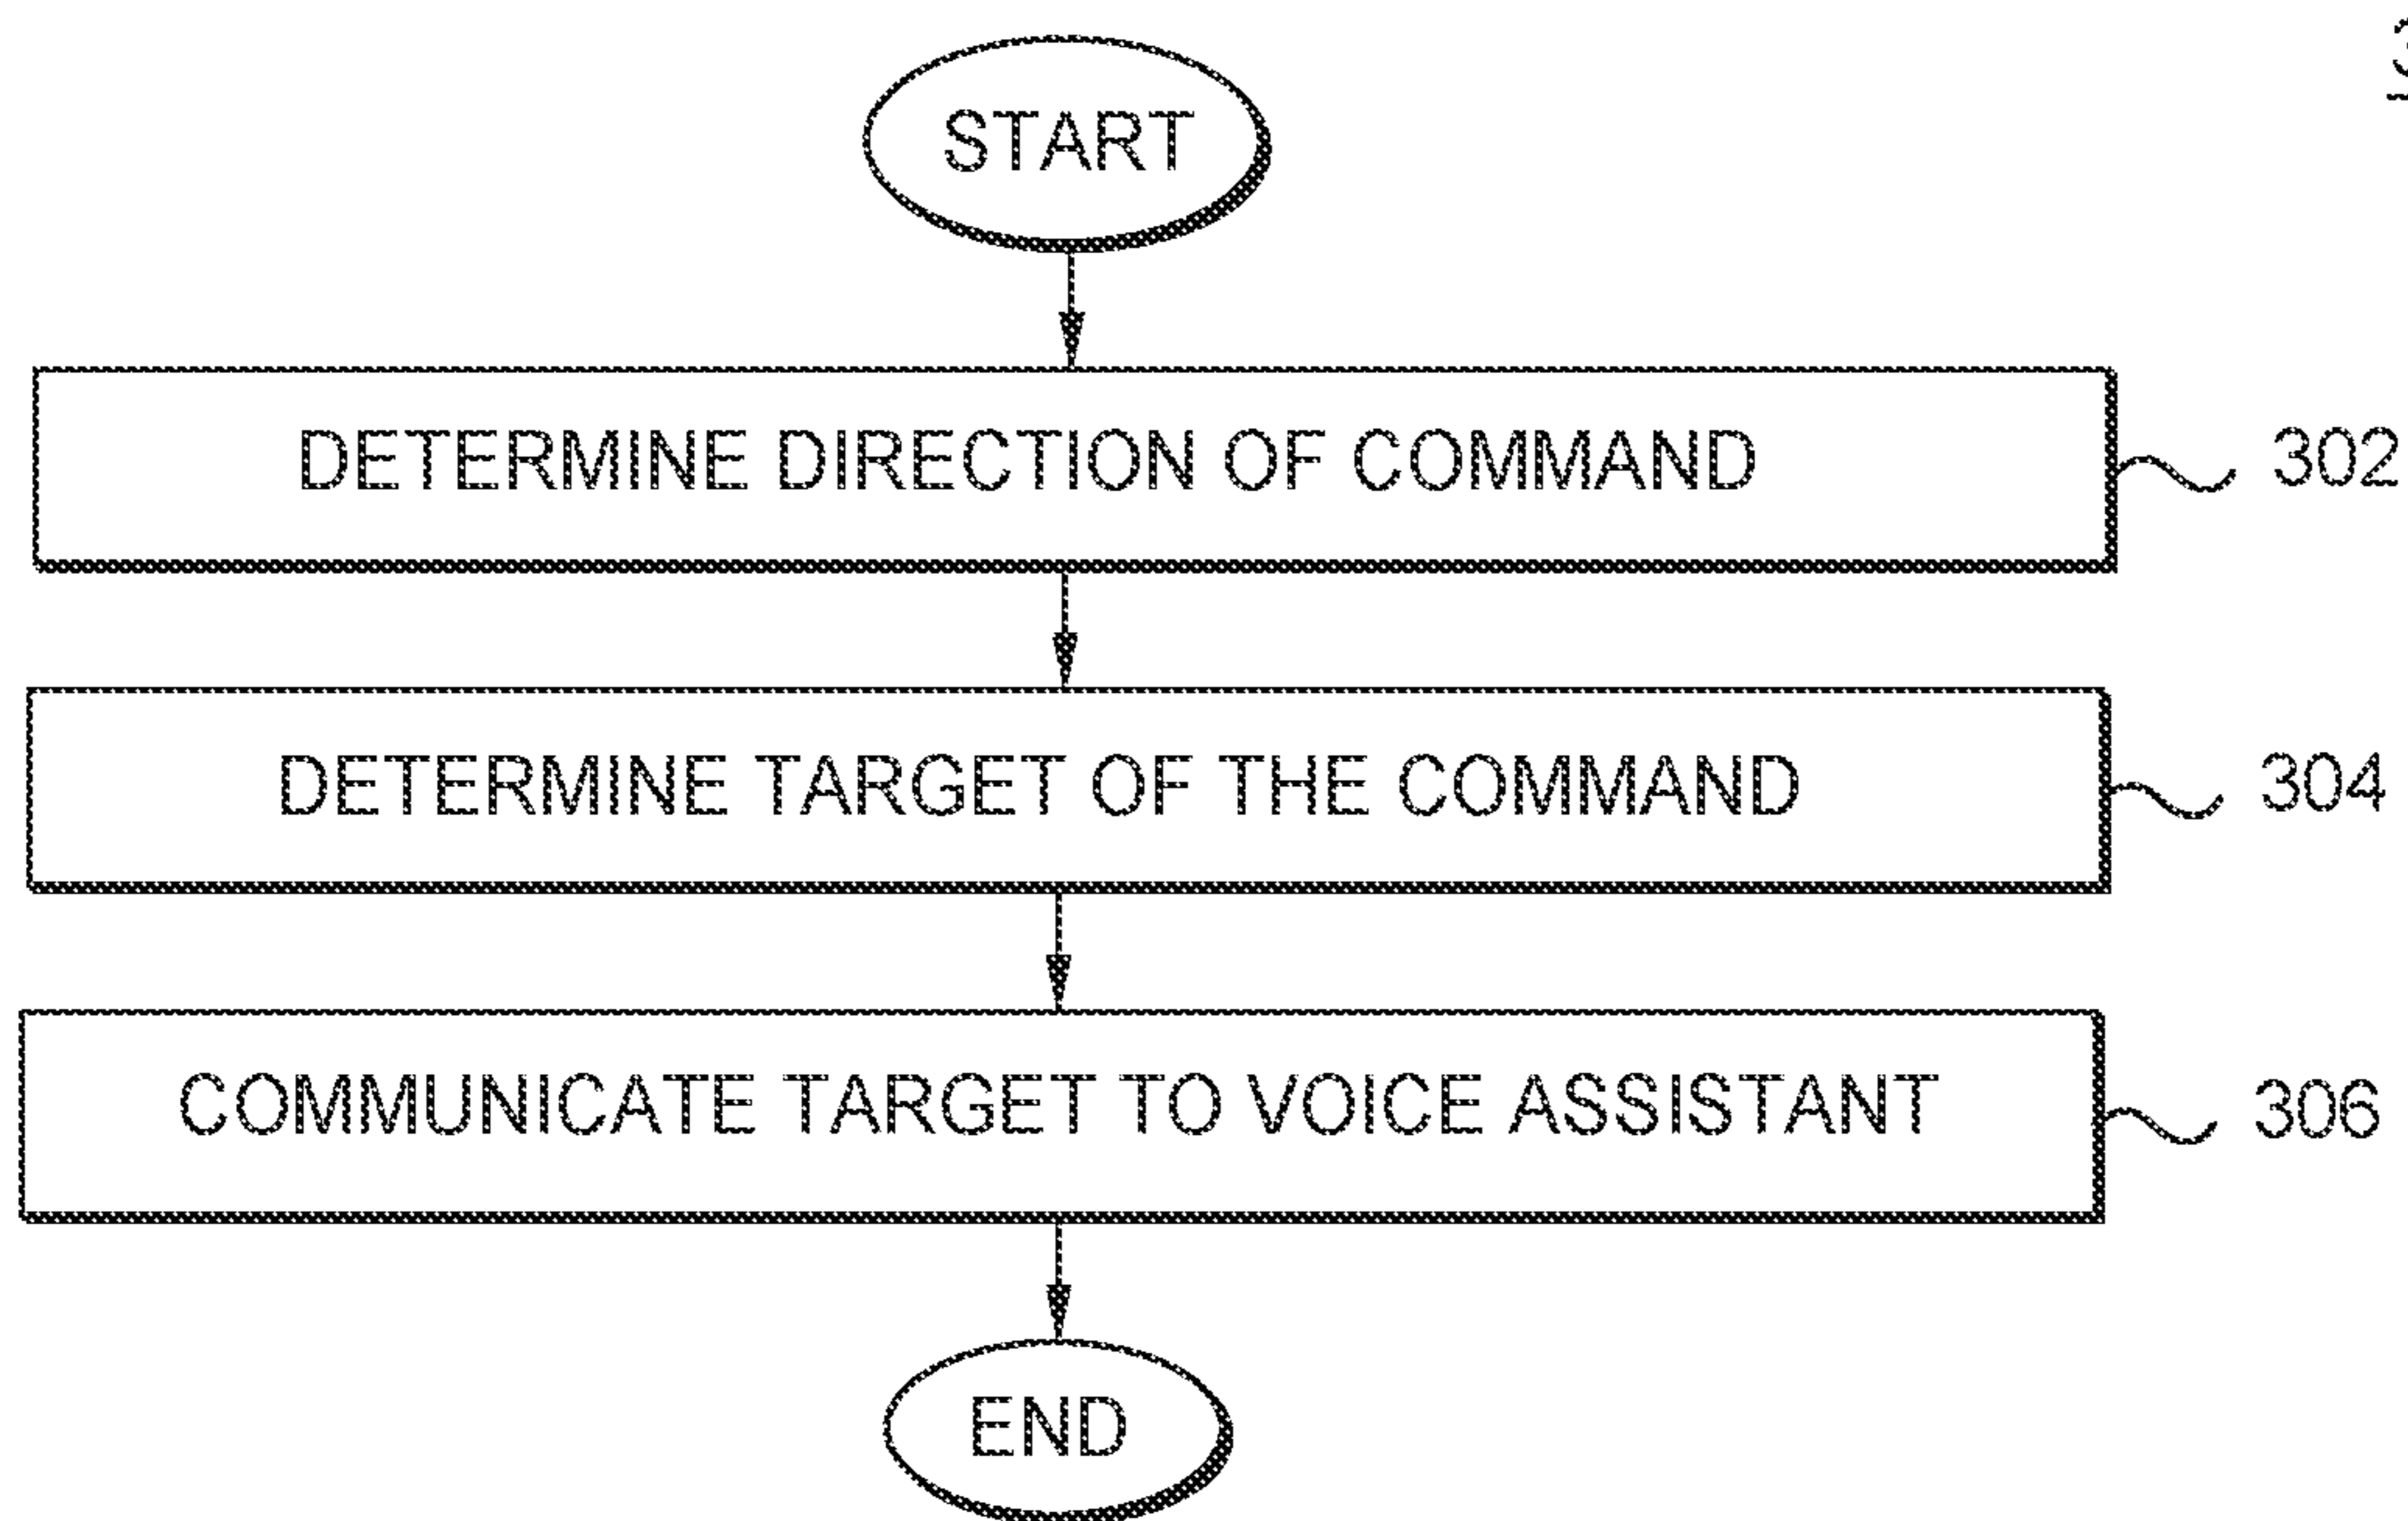 START
DETERMINE DIRECTION OF COMMAND
302
DETERMINE TARGET OF THE COMMAND
304
COMMUNICATE TARGET TO VOICE ASSISTANT
306
END